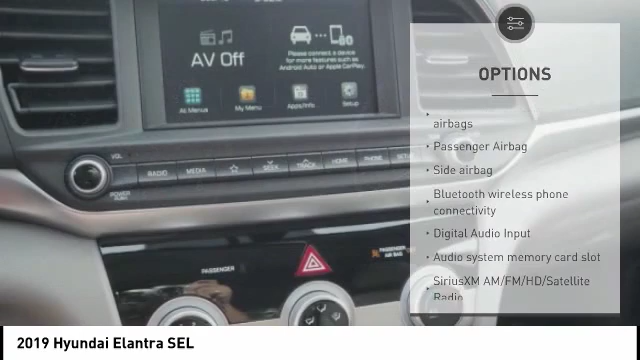 AV Off
Please connect a device
for more features such as
Android Auto or Apple CarPlay.
All Menus
My Menu
Apps/Info
Setup
VOL
POWER
PUSH
RADIO
MEDIA
SEEK
TRACK
HOME
PHONE
SETUP
PASSENGER
PASSENGER
AIR BAG OFF
OPTIONS
airbags
Passenger Airbag
Side airbag
Bluetooth wireless phone
connectivity
Digital Audio Input
Audio system memory card slot
SiriusXM AM/FM/HD/Satellite
Radio
2019 Hyundai Elantra SEL